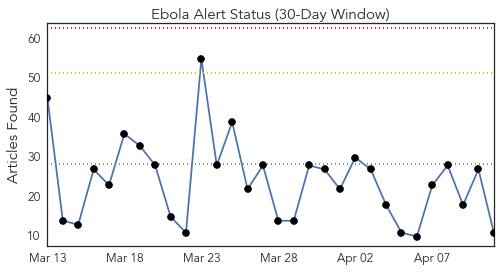 Ebola Alert Status (30-Day Window)
Articles Found
60
50
40
30
20
10
Mar 13
Mar 18
Mar 23
Mar 28
Apr 02
Apr 07